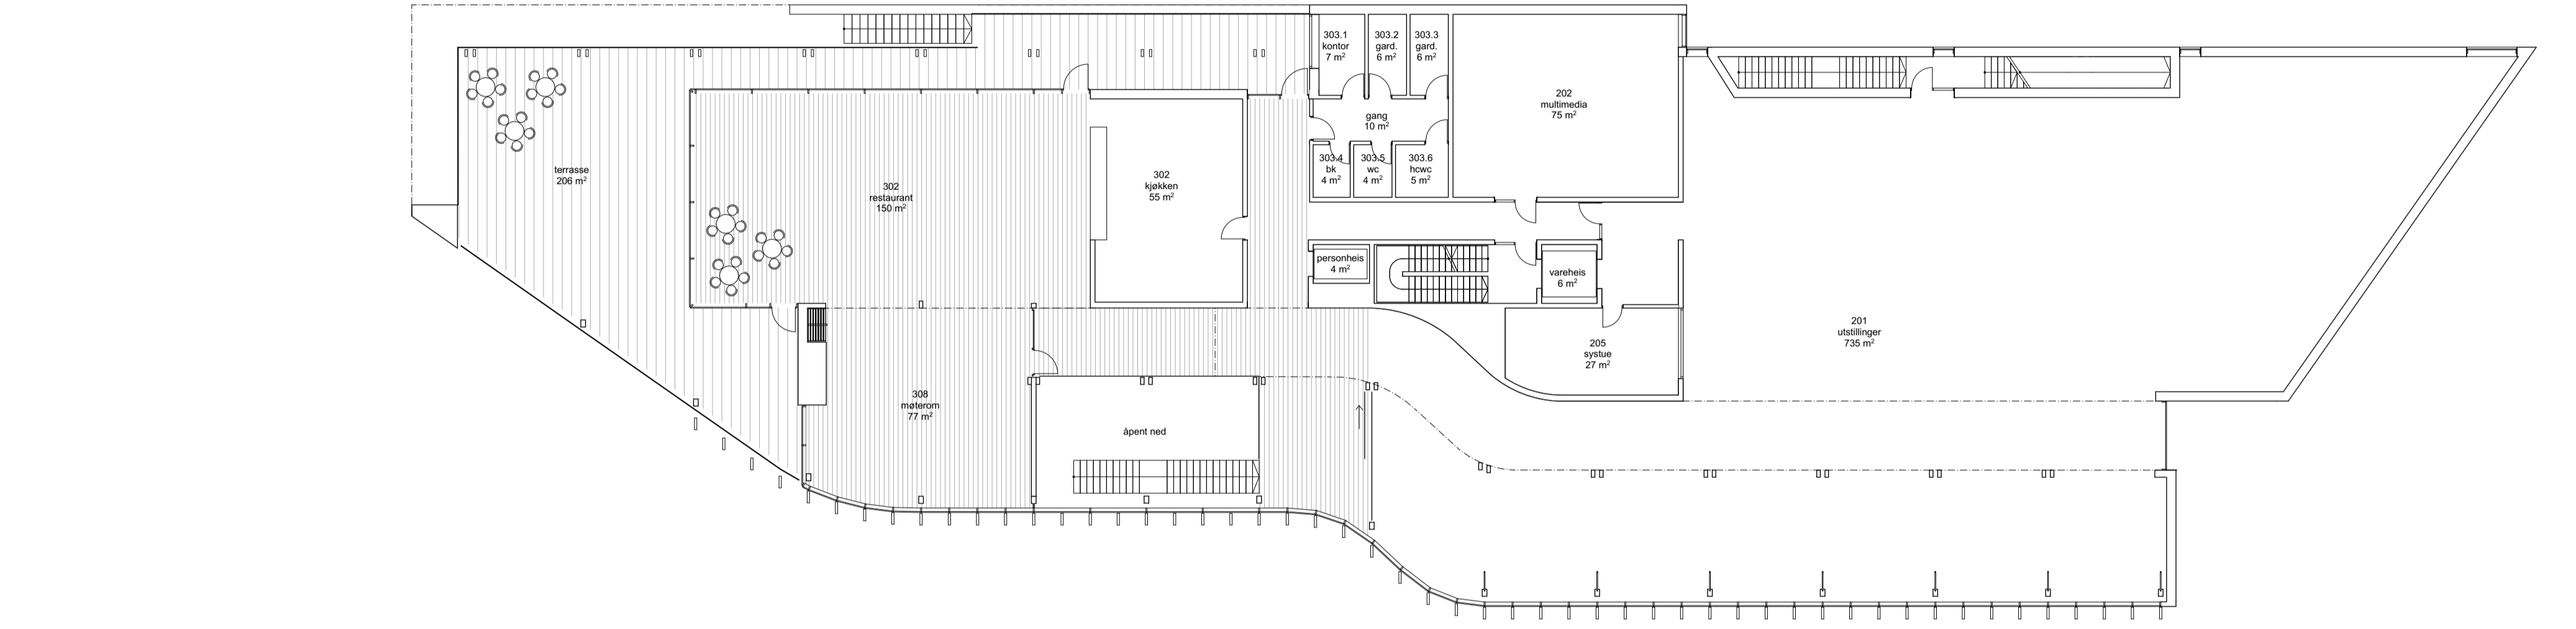 303.1
kontor
7 m²
303.2
gard.
6 m²
303.3
gard.
6 m²
202
multimedia
75 m²
gang
10 m²
terrasse
206 m²
302
restaurant
150 m²
302
kjøkken
55 m²
303.4
bk
4 m²
303.5
wc
4 m²
303.6
hcwc
5 m²
personheis
4 m²
vareheis
6 m²
201
utstillinger
735 m²
205
systue
27 m²
308
møterom
77 m²
åpent ned